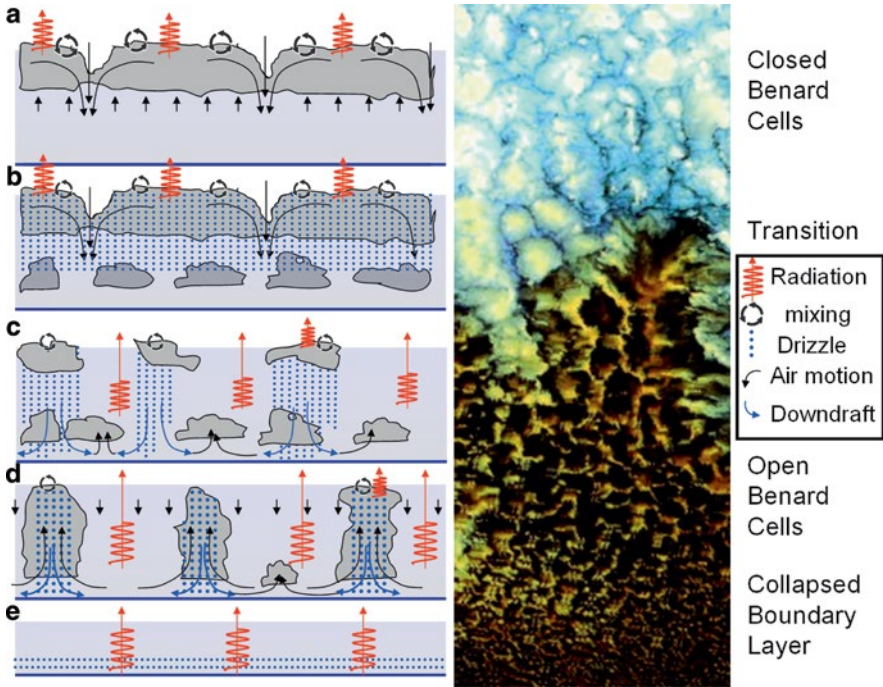 a
b
c
d
e
Closed
Benard
Cells
Transition
Radiation
mixing
Drizzle
Air motion
Downdraft
Open
Benard
Cells
Collapsed
Boundary
Layer